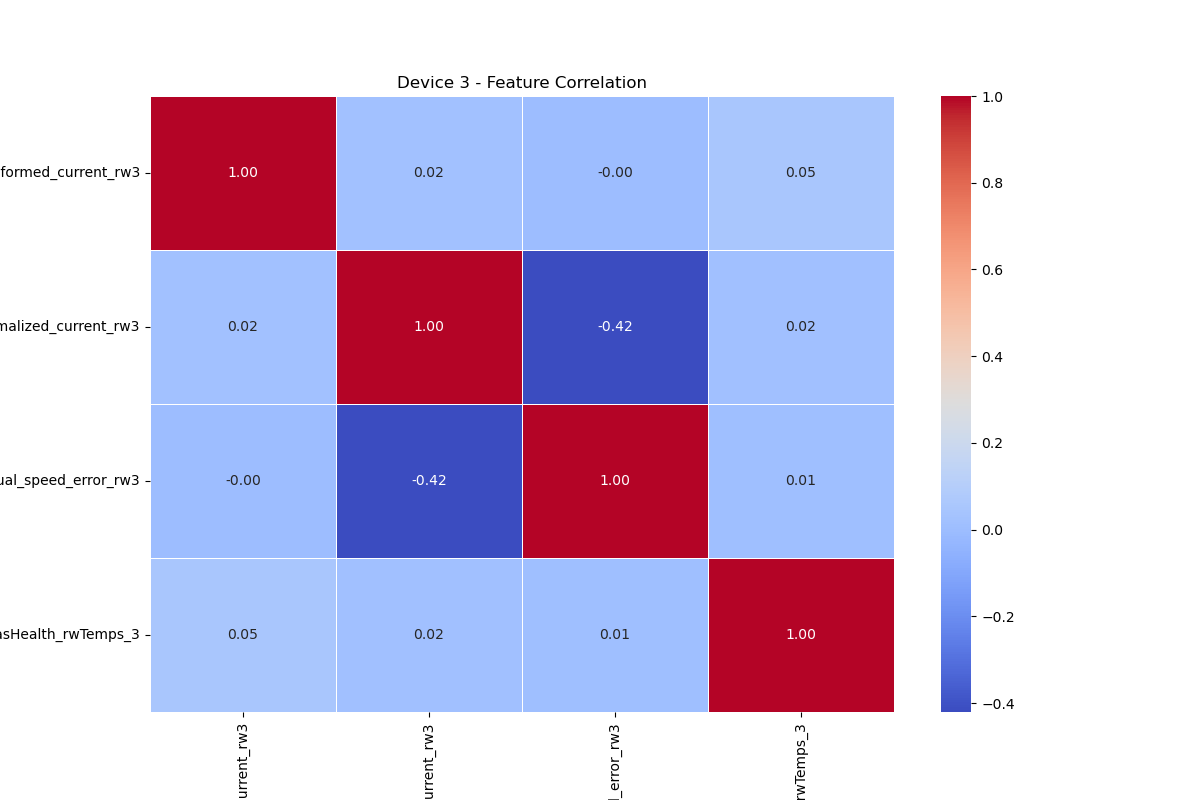 Device 3 - Feature Correlation
formed_current_rw3 1.00 0.02 -0.00 0.05
malized_current_rw3 0.02 1.00 -0.42 0.02
ual_speed_error_rw3 -0.00 -0.42 1.00 0.01
asHealth_rwTemps_3 0.05 0.02 0.01 1.00
urrent_rw3
urrent_rw3
d_error_rw3
rwTemps_3
1.0
0.8
0.6
0.4
0.2
0.0
−0.2
−0.4